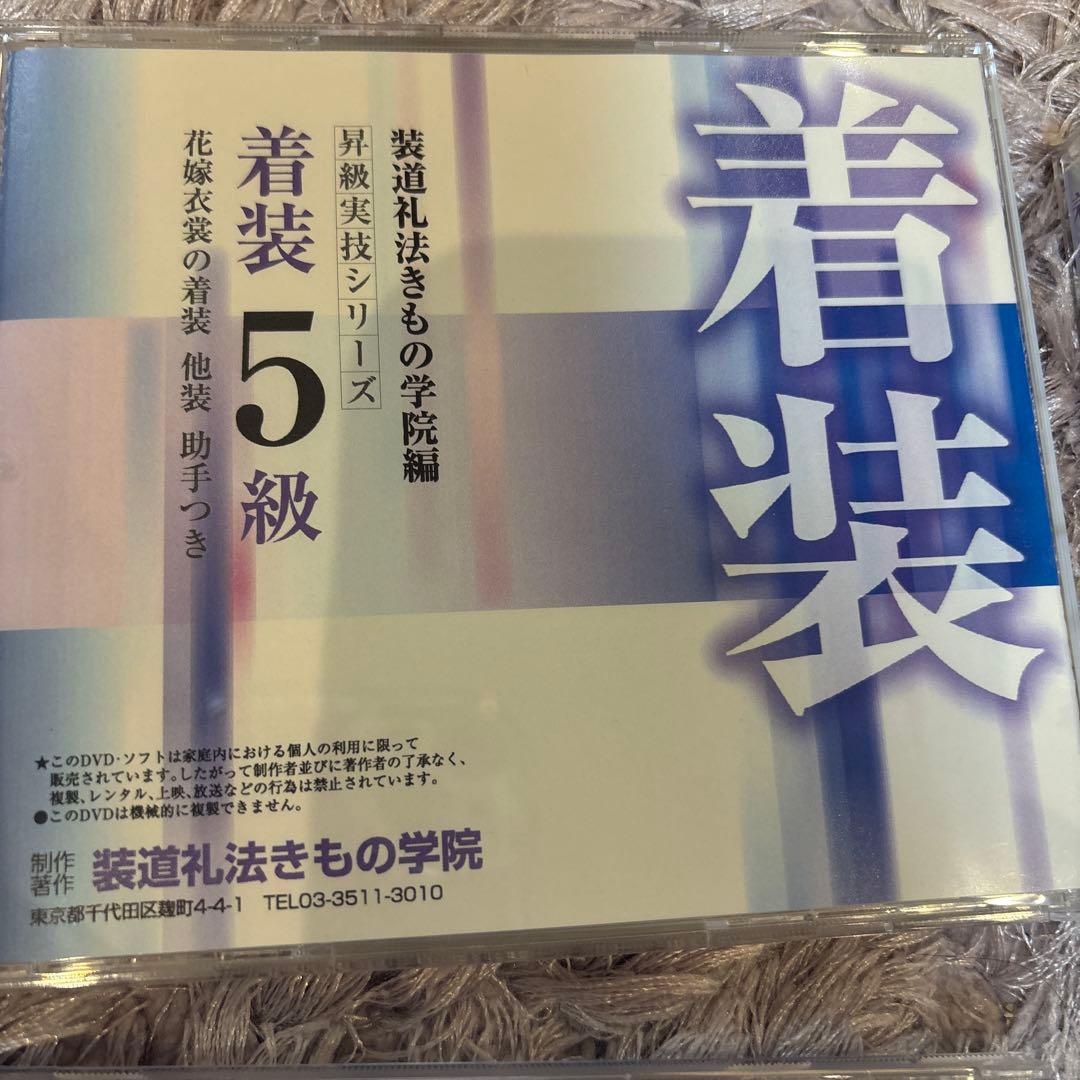 着装
装道礼法きもの学院編
昇級実技シリーズ
着装 5 級
花嫁衣裳の着装 他装 助手つき
★このDVD・ソフトは家庭内における個人の利用に限って
販売されています。したがって制作者並びに著作者の了承なく、
複製、レンタル、上映、放送などの行為は禁止されています。
●このDVDは機械的に複製できません。
制作
著作 装道礼法きもの学院
東京都千代田区麹町4-4-1 TEL03-3511-3010